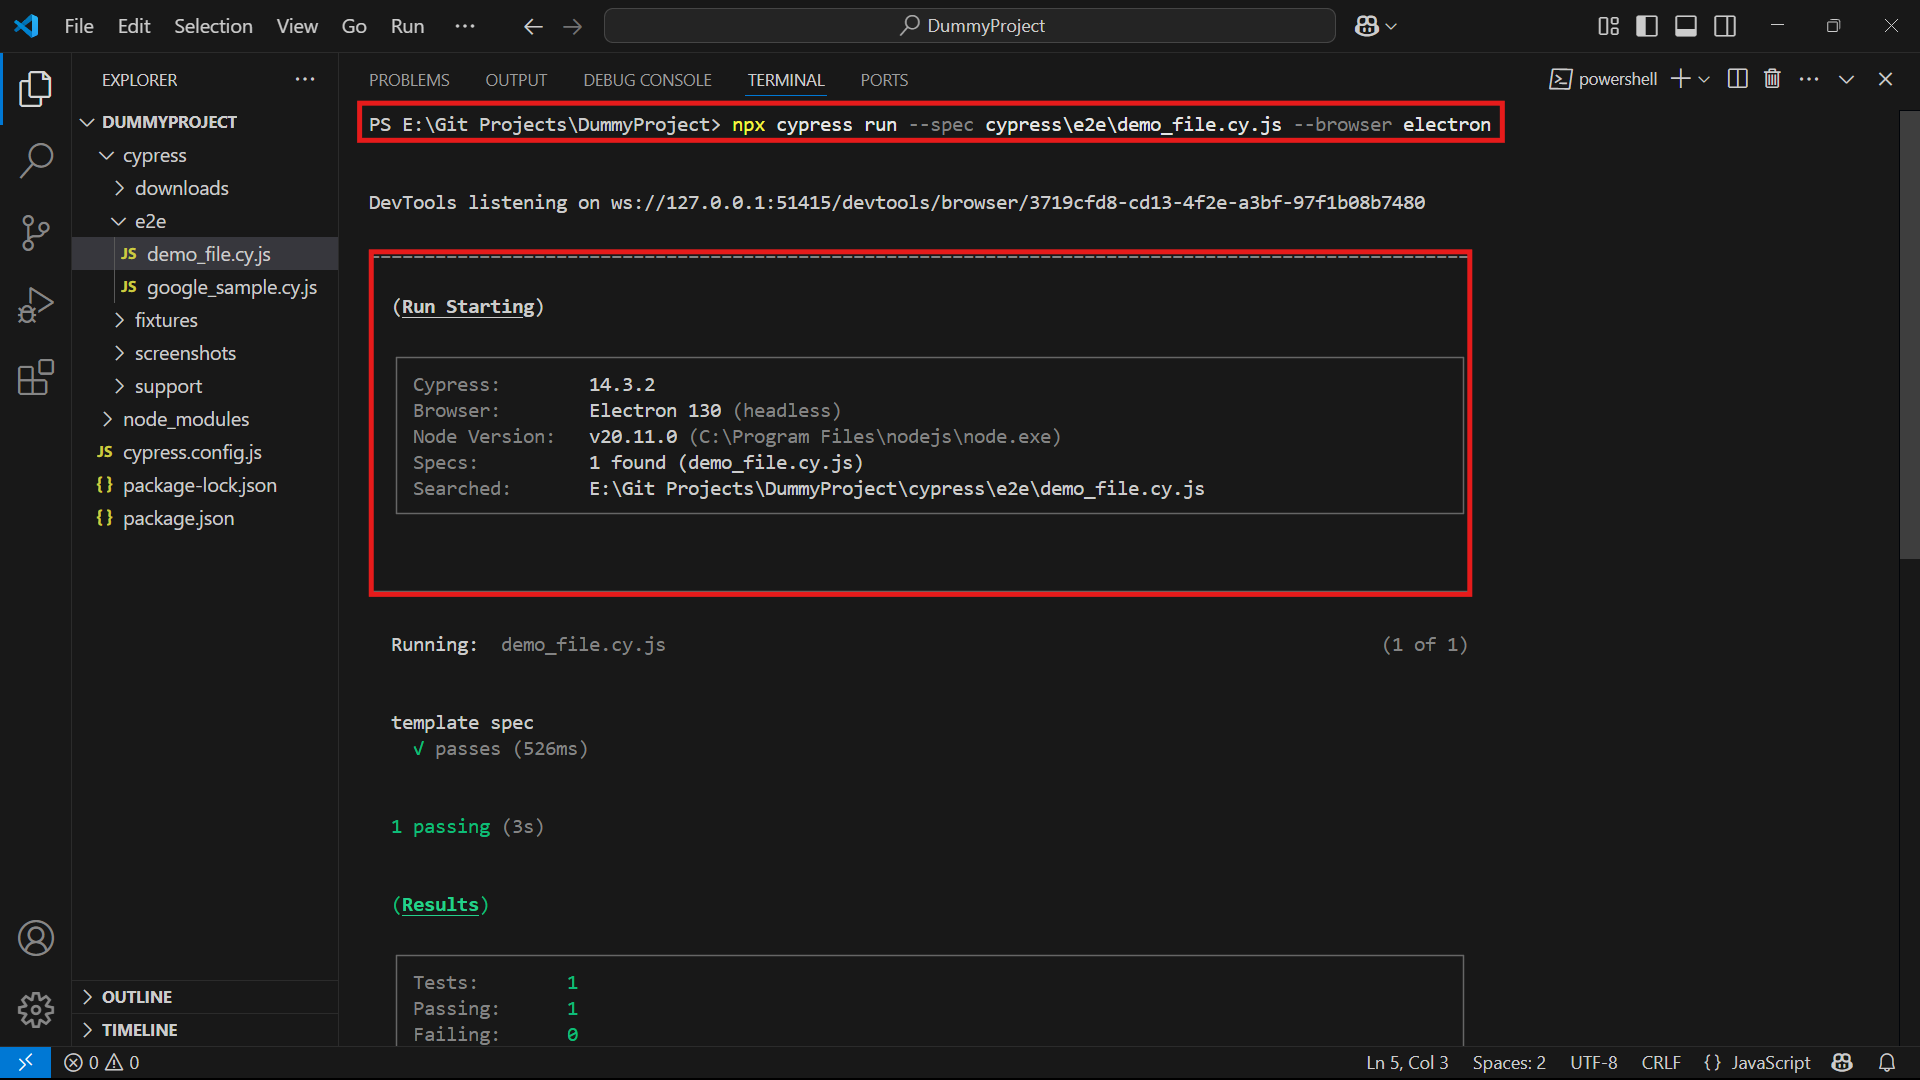 File Edit Selection View Go Run ··· DummyProject
EXPLORER ···
DUMMYPROJECT
cypress
downloads
e2e
JS demo_file.cy.js
JS google_sample.cy.js
fixtures
screenshots
support
node_modules
JS cypress.config.js
{} package-lock.json
{} package.json
OUTLINE
TIMELINE
PROBLEMS OUTPUT DEBUG CONSOLE TERMINAL PORTS powershell ···
PS E:\Git Projects\DummyProject> npx cypress run --spec cypress\e2e\demo_file.cy.js --browser electron
DevTools listening on ws://127.0.0.1:51415/devtools/browser/3719cfd8-cd13-4f2e-a3bf-97f1b08b7480
(Run Starting)
Cypress: 14.3.2
Browser: Electron 130 (headless)
Node Version: v20.11.0 (C:\Program Files\nodejs\node.exe)
Specs: 1 found (demo_file.cy.js)
Searched: E:\Git Projects\DummyProject\cypress\e2e\demo_file.cy.js
Running: demo_file.cy.js (1 of 1)
template spec
√ passes (526ms)
1 passing (3s)
(Results)
Tests: 1
Passing: 1
Failing: 0
0 0 Ln 5, Col 3 Spaces: 2 UTF-8 CRLF {} JavaScript